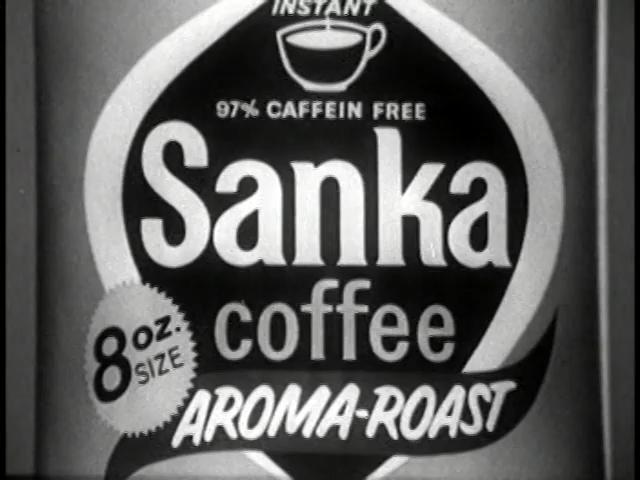 INSTANT
97% CAFFEIN FREE
Sanka
coffee
8 oz.
SIZE
AROMA-ROAST